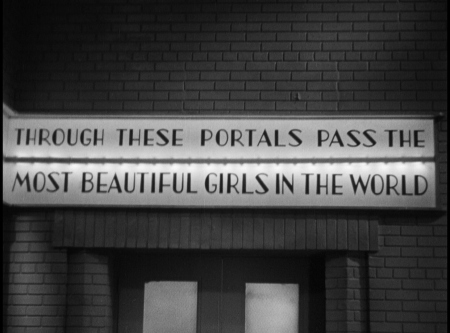 THROUGH THESE PORTALS PASS THE
MOST BEAUTIFUL GIRLS IN THE WORLD